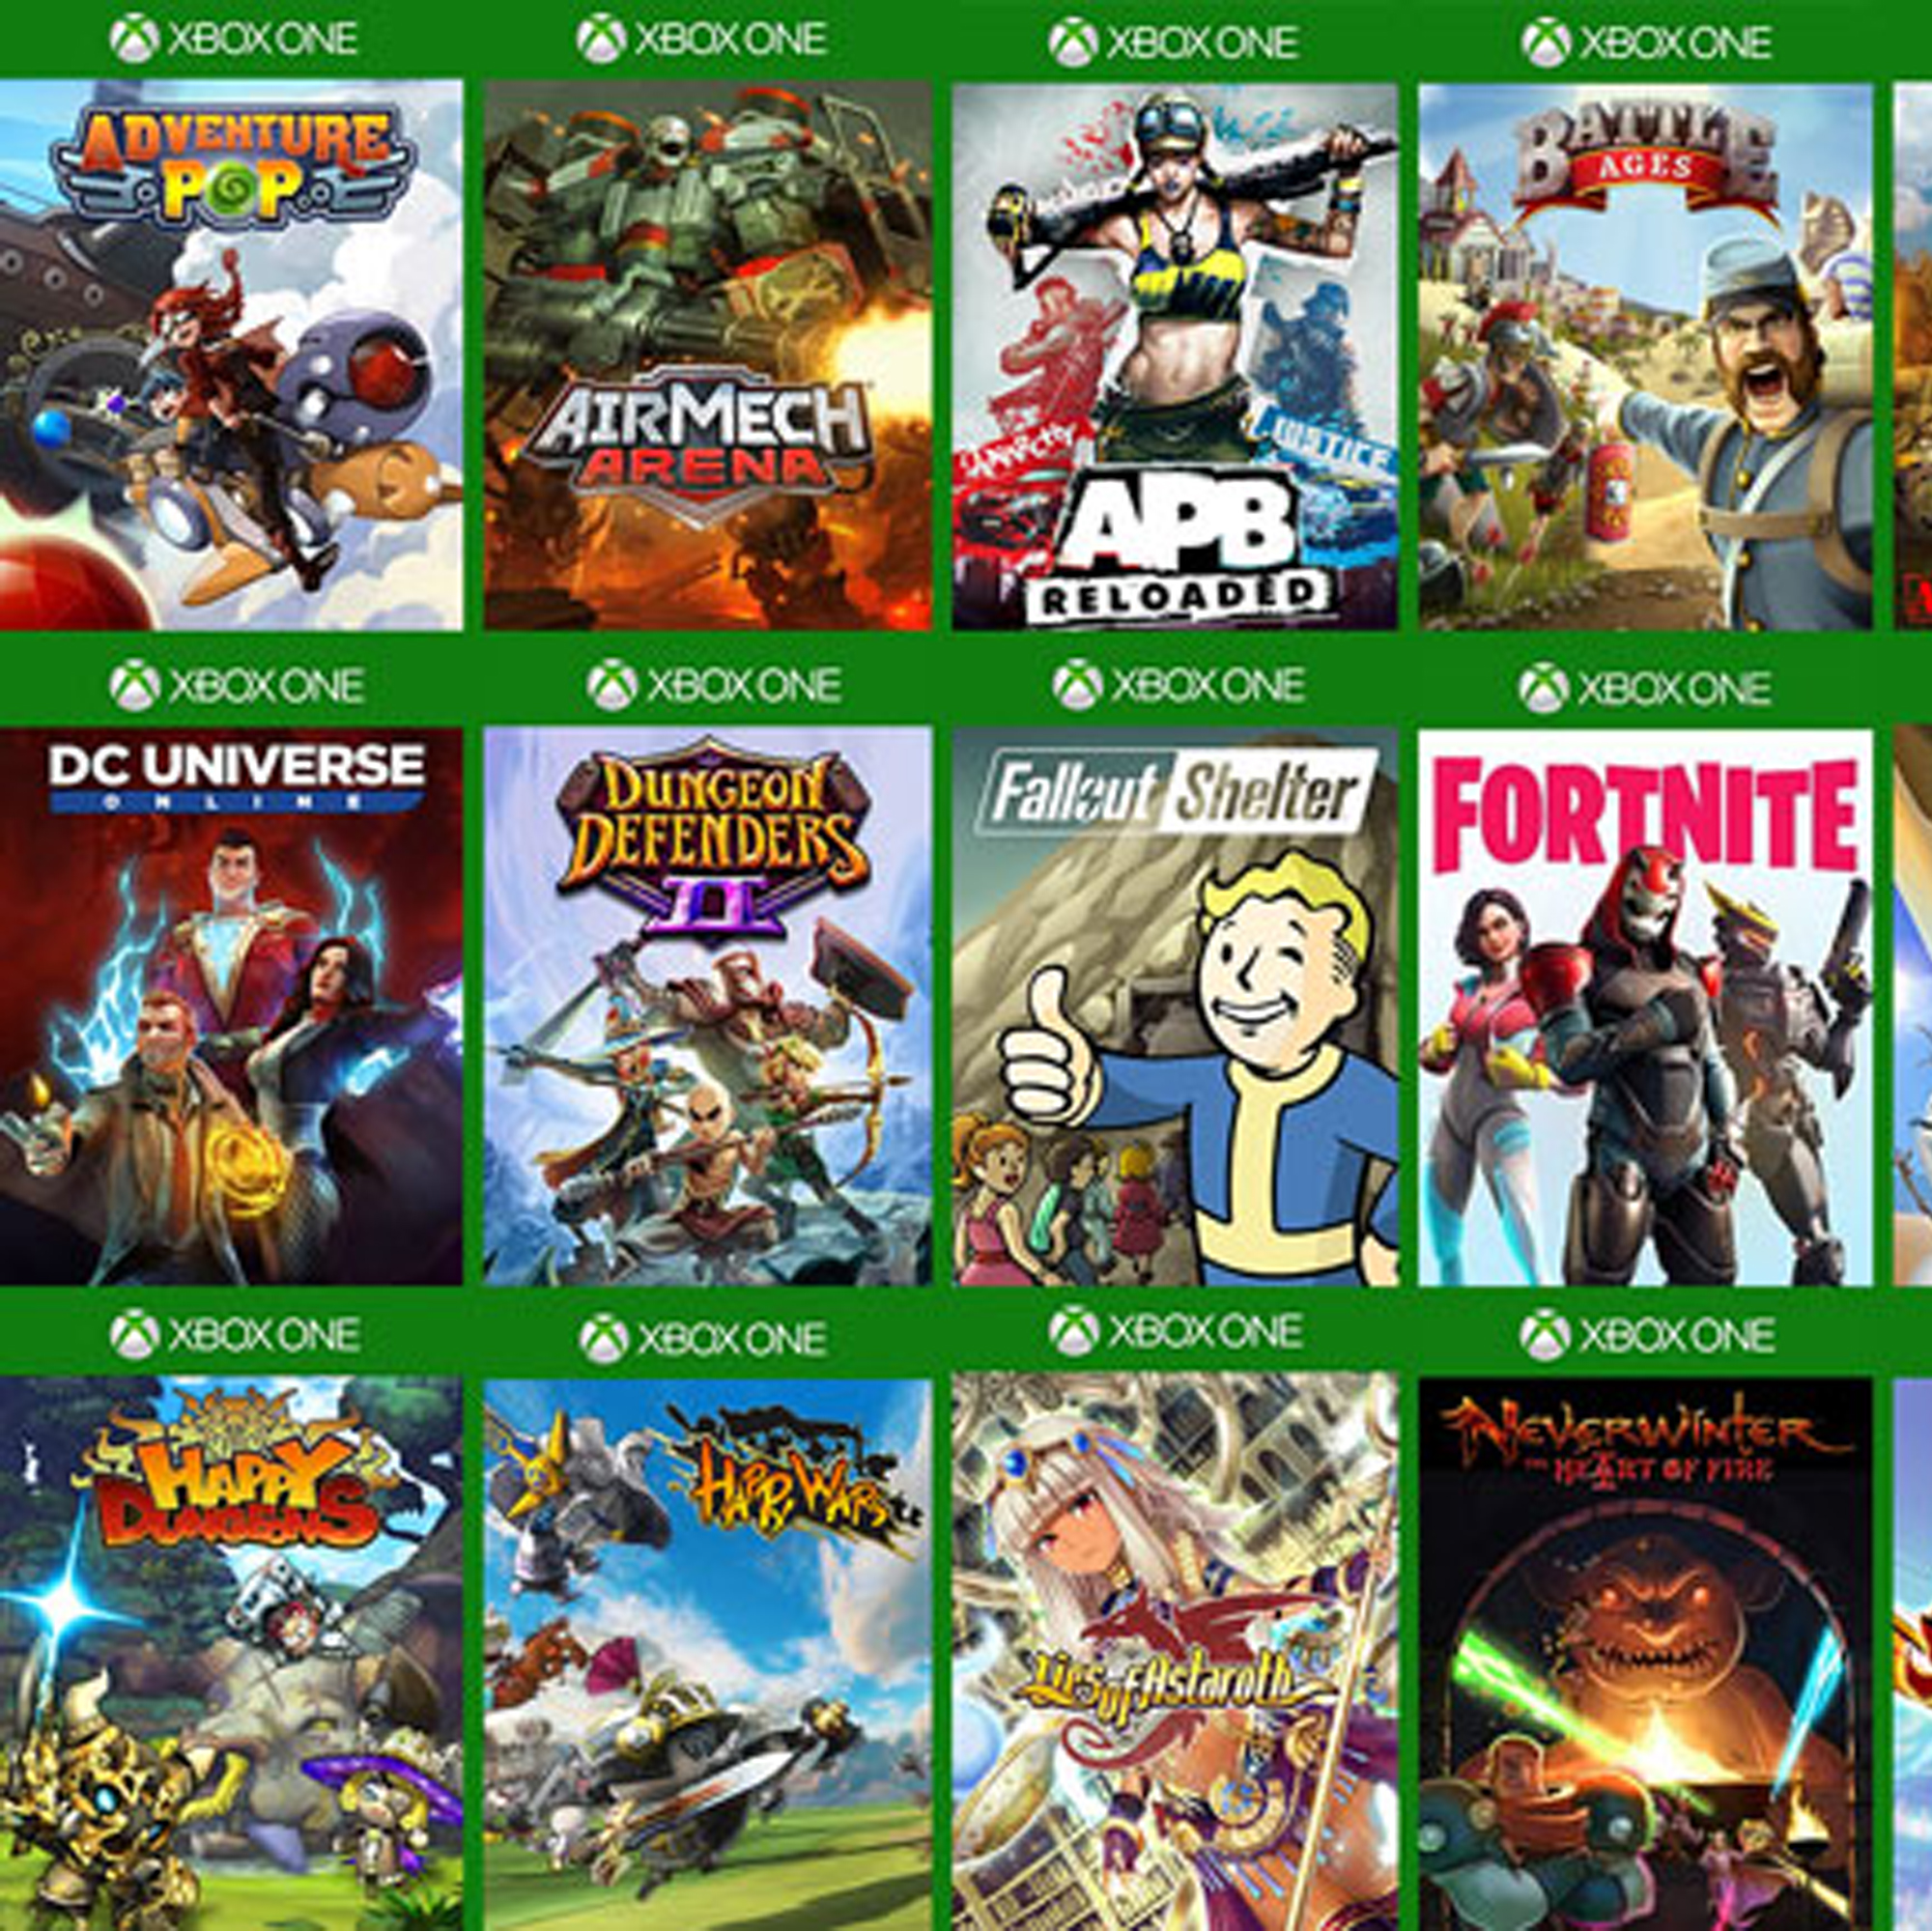 XBOX ONE
XBOX ONE
XBOX ONE
XBOX ONE
ADVENTURE
POP
AIRMECH
ARENA
ANARCHY
JUSTICE
APB
RELOADED
BATTLE
AGES
XBOX ONE
XBOX ONE
XBOX ONE
XBOX ONE
DC UNIVERSE
ONLINE
DUNGEON
DEFENDERS
II
Fallout Shelter
FORTNITE
XBOX ONE
XBOX ONE
XBOX ONE
XBOX ONE
HAPPY
DUNGEONS
HAPPY WARS
Lies of Astaroth
NEVERWINTER
THE HEART OF FIRE